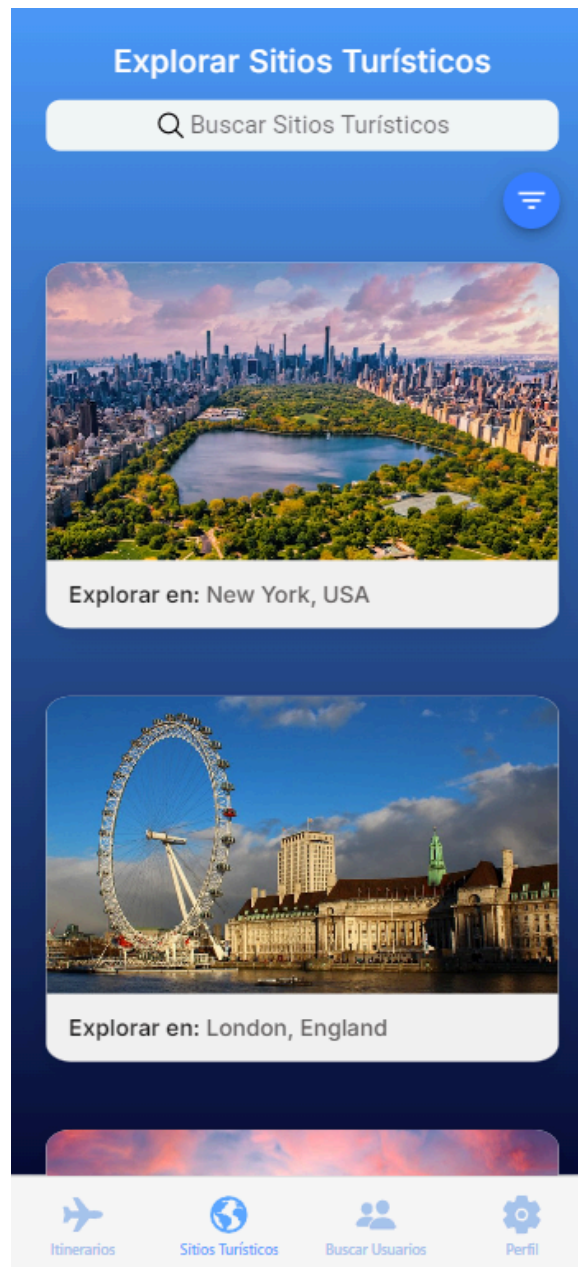 Explorar Sitios Turísticos
Buscar Sitios Turísticos
Explorar en: New York, USA
Explorar en: London, England
Itinerarios
Sitios Turísticos
Buscar Usuarios
Perfil